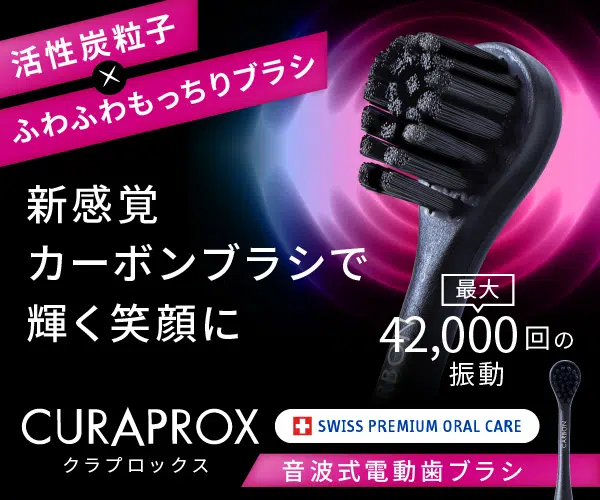 活性炭粒子
×
ふわふわもっちりブラシ
新感覚
カーボンブラシで
輝く笑顔に
最大
42,000回の
振動
CURAPROX
クラプロックス
SWISS PREMIUM ORAL CARE
音波式電動歯ブラシ
CARBON